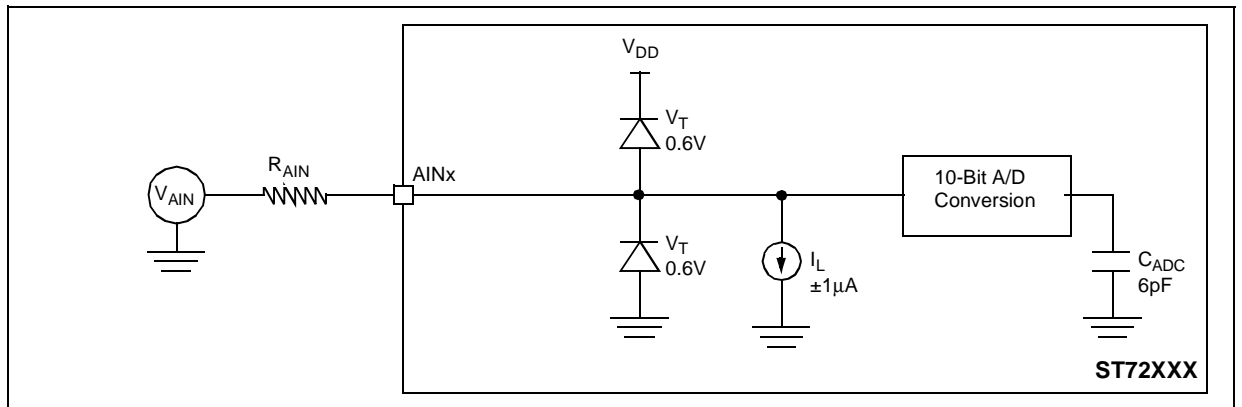 V_DD
V_T
0.6V
R_AIN
AINx
V_AIN
10-Bit A/D
Conversion
V_T
0.6V
I_L
±1μA
C_ADC
6pF
ST72XXX